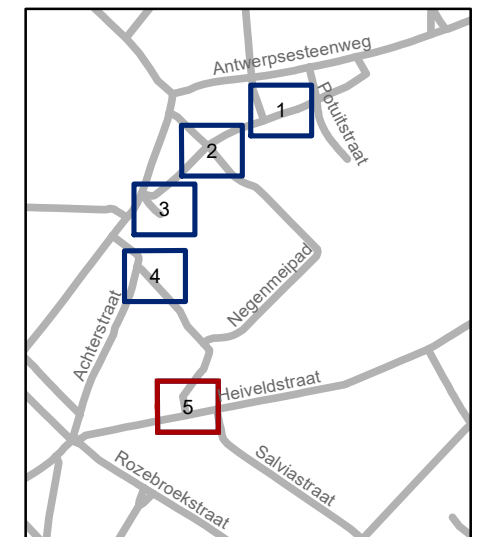 Antwerpsesteenweg
1
Potuitstraat
2
3
Negenmeipad
4
Achterstraat
Heiveldstraat
5
Salviastraat
Rozebroekstraat